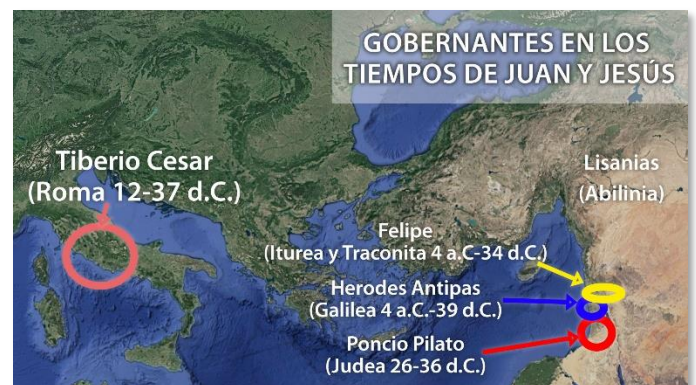 GOBERNANTES EN LOS
TIEMPOS DE JUAN Y JESÚS
Tiberio Cesar
(Roma 12-37 d.C.)
Lisanias
(Abilinia)
Felipe
(Iturea y Traconita 4 a.C-34 d.C.)
Herodes Antipas
(Galilea 4 a.C.-39 d.C.)
Poncio Pilato
(Judea 26-36 d.C.)